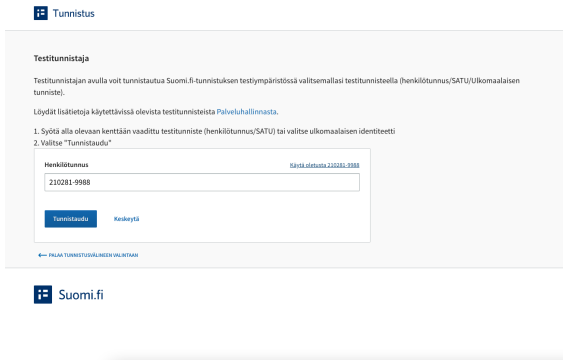 Tunnistus
Testitunnistaja
Testitunnistajan avulla voit tunnistautua Suomi.fi-tunnistuksen testiympäristössä valitsemallasi testitunnisteella (henkilötunnus/SATU/Ulkomaalaisen
tunniste).
Löydät lisätietoja käytettävissä olevista testitunnisteista Palveluhallinnasta.
1. Syötä alla olevaan kenttään vaadittu testitunniste (henkilötunnus/SATU) tai valitse ulkomaalaisen identiteetti
2. Valitse "Tunnistaudu"
Henkilötunnus Käytä oletusta 210281-9988
210281-9988
Tunnistaudu Keskeytä
← PALAA TUNNISTUSVÄLINEEN VALINTAAN
Suomi.fi